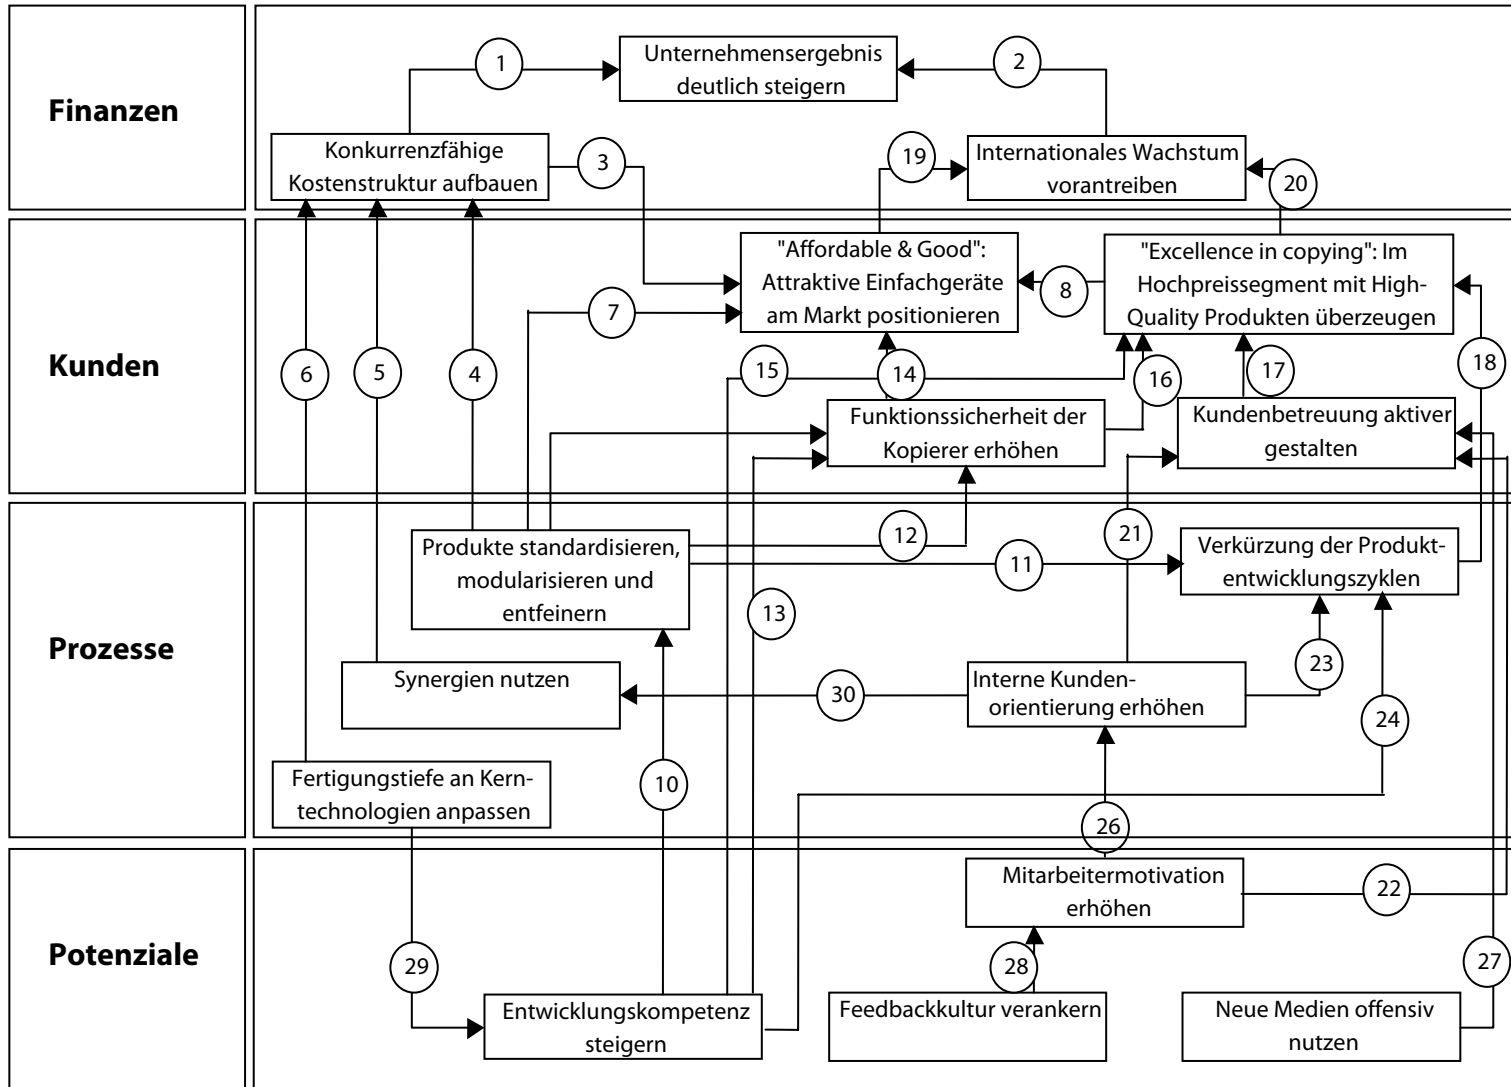 Finanzen
1
Unternehmensergebnis
deutlich steigern
2
Konkurrenzfähige
Kostenstruktur aufbauen
3
19
Internationales Wachstum
vorantreiben
20
Kunden
"Affordable & Good":
Attraktive Einfachgeräte
am Markt positionieren
8
"Excellence in copying": Im
Hochpreissegment mit High-
Quality Produkten überzeugen
7
6
5
4
15
14
16
17
18
Funktionssicherheit der
Kopierer erhöhen
Kundenbetreuung aktiver
gestalten
Prozesse
Produkte standardisieren,
modularisieren und
entfeinern
12
11
21
Verkürzung der Produkt-
entwicklungszyklen
13
Synergien nutzen
30
Interne Kunden-
orientierung erhöhen
23
24
Fertigungstiefe an Kern-
technologien anpassen
10
26
Potenziale
Mitarbeitermotivation
erhöhen
22
29
28
27
Entwicklungskompetenz
steigern
Feedbackkultur verankern
Neue Medien offensiv
nutzen